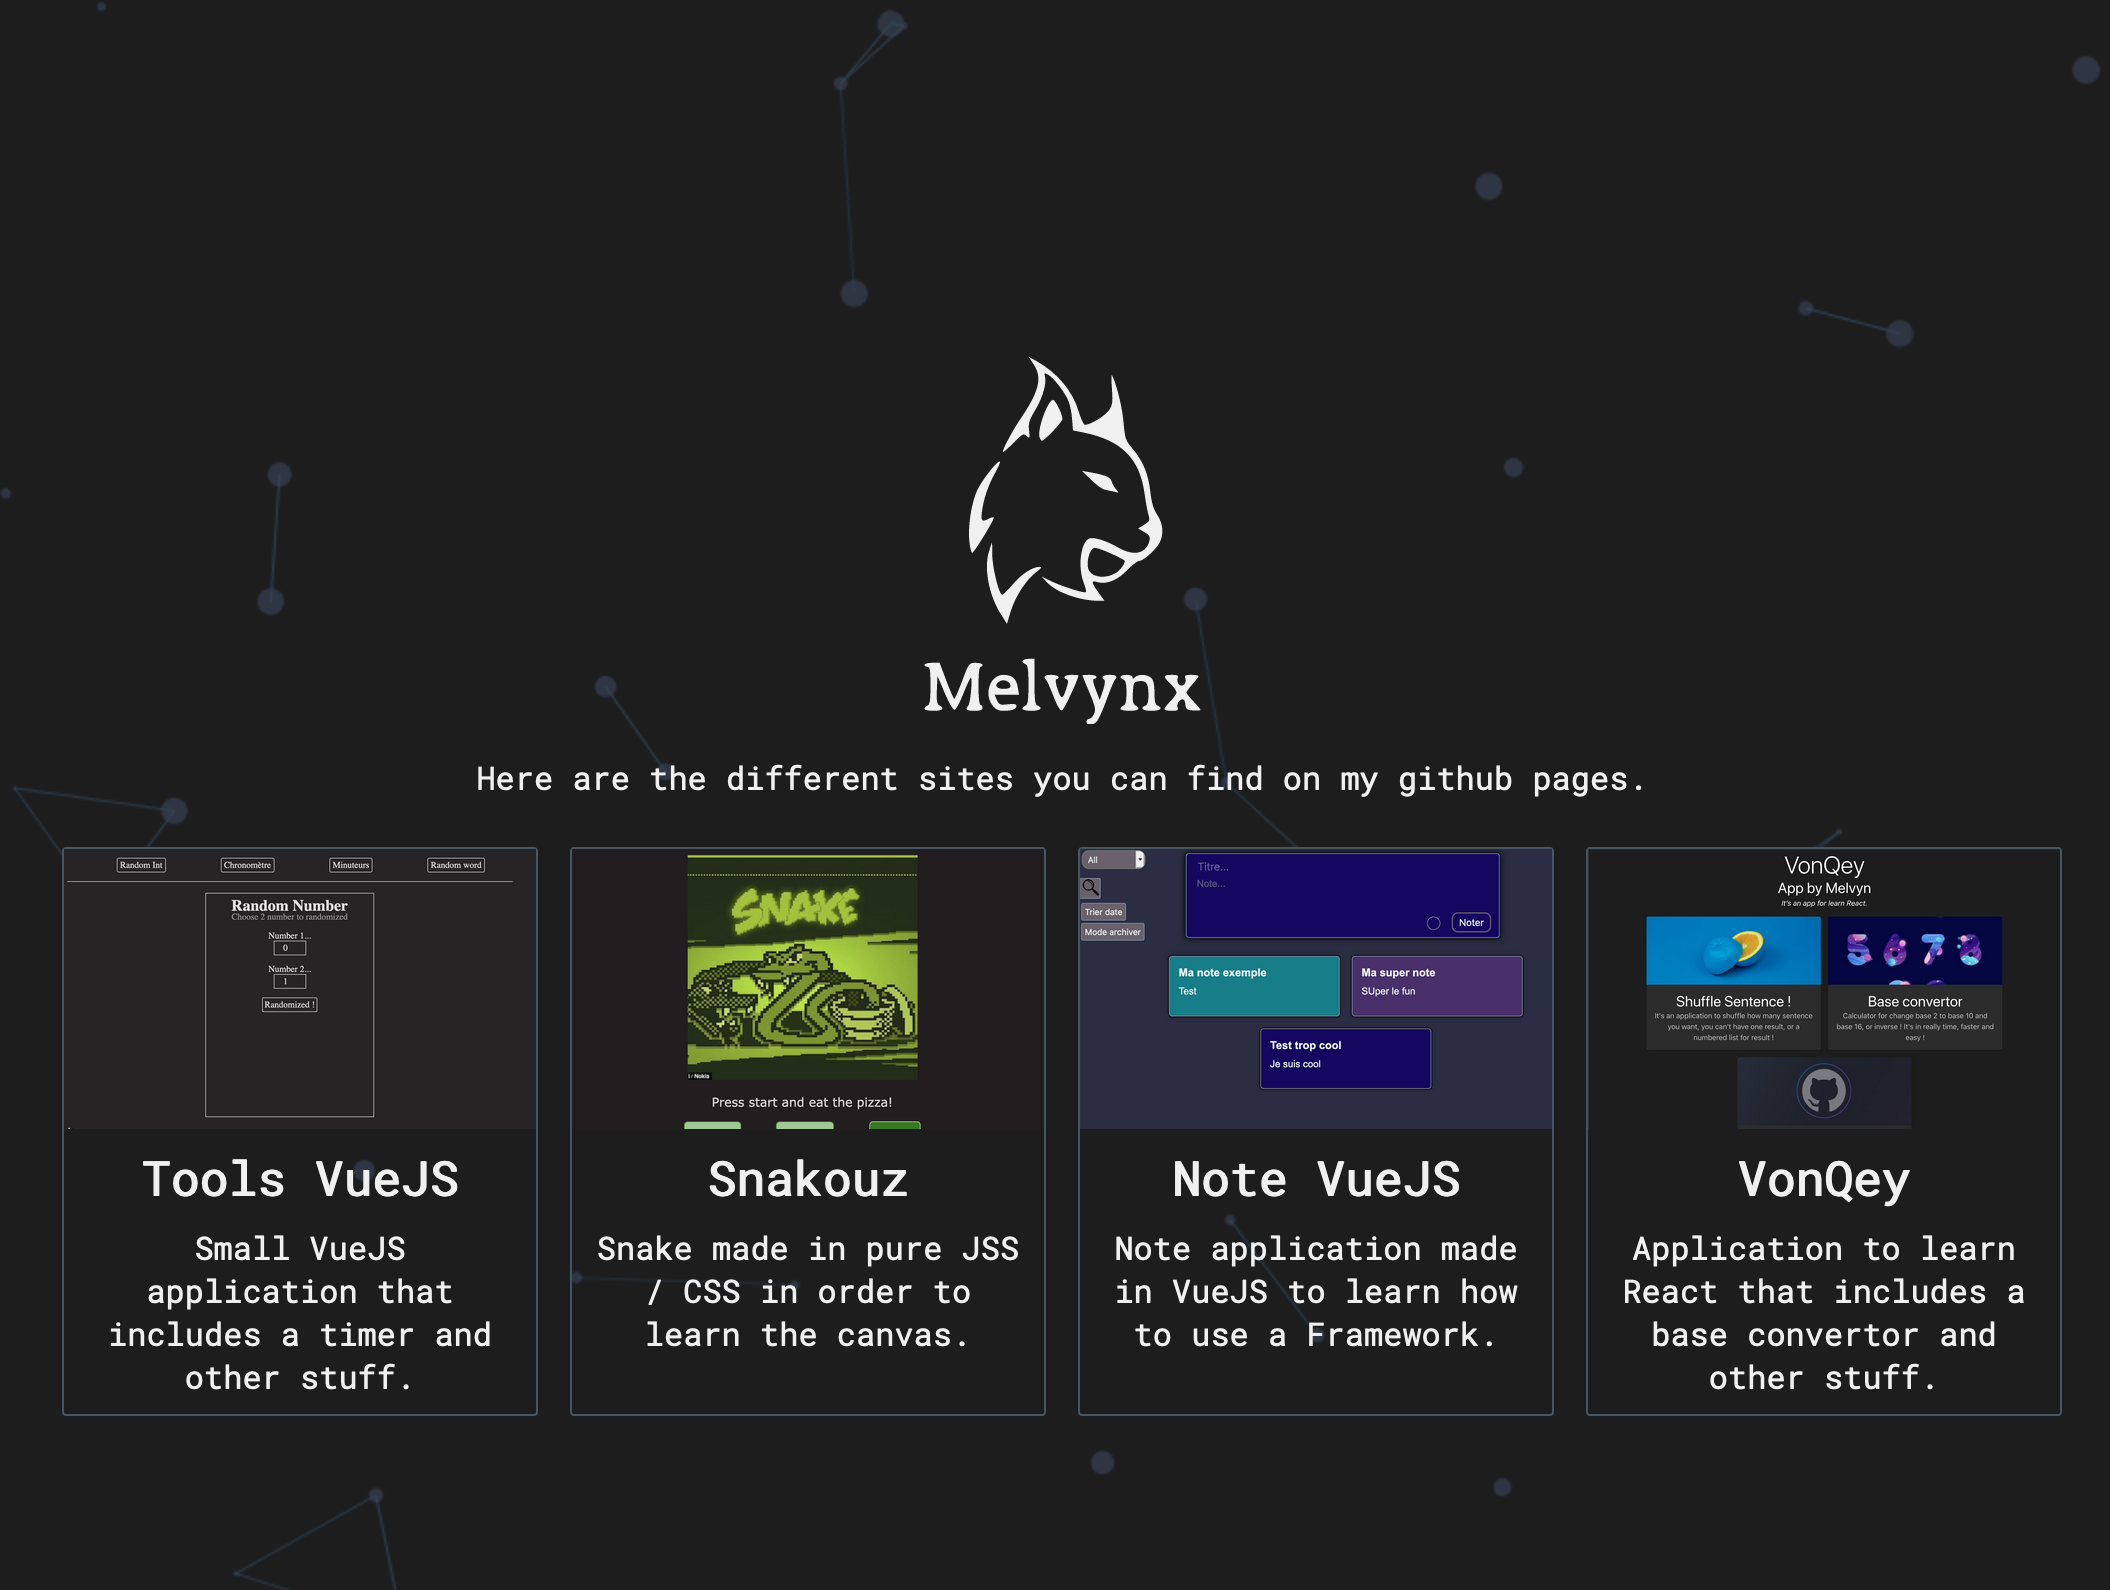 Melvynx
Here are the different sites you can find on my github pages.
Random Int
Chronomètre
Minuteurs
Random word
Random Number
Choose 2 number to randomized
Number 1...
0
Number 2...
1
Randomized !
Tools VueJS
Small VueJS
application that
includes a timer and
other stuff.
SNAKE
/ Nokia
Press start and eat the pizza!
Snakouz
Snake made in pure JSS
/ CSS in order to
learn the canvas.
All
Trier date
Mode archiver
Titre...
Note...
Noter
Ma note exemple
Test
Ma super note
SUper le fun
Test trop cool
Je suis cool
Note VueJS
Note application made
in VueJS to learn how
to use a Framework.
VonQey
App by Melvyn
It's an app for learn React.
Shuffle Sentence !
It's an application to shuffle how many sentence
you want, you can't have one result, or a
numbered list for result !
5 6 7 8
Base convertor
Calculator for change base 2 to base 10 and
base 16, or inverse ! It's in really time, faster and
easy !
VonQey
Application to learn
React that includes a
base convertor and
other stuff.